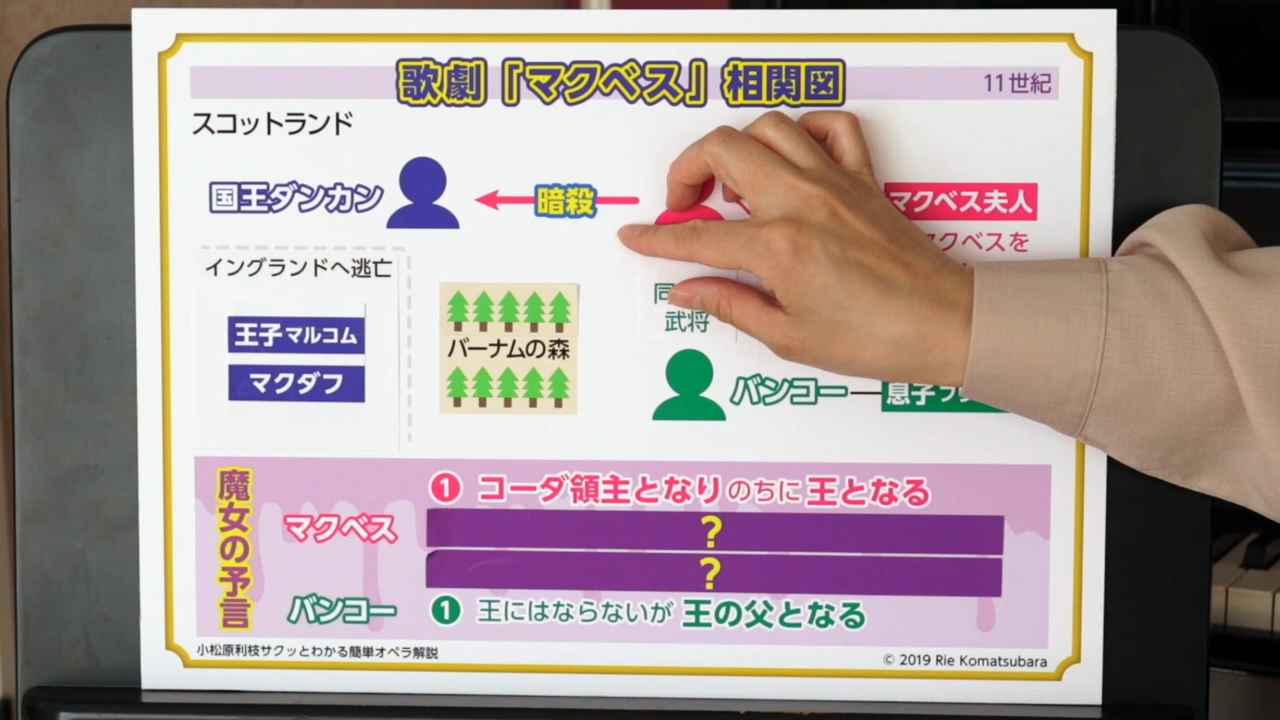 歌劇「マクベス」相関図
11世紀
スコットランド
国王ダンカン
暗殺
マクベス夫人
マクベスを
イングランドへ逃亡
王子マルコム
マクダフ
バーナムの森
同
武将
バンコー
息子フ
魔女の予言
マクベス
❶ コーダ領主となりのちに王となる
?
?
バンコー
❶ 王にはならないが 王の父となる
小松原利枝サクッとわかる簡単オペラ解説
© 2019 Rie Komatsubara